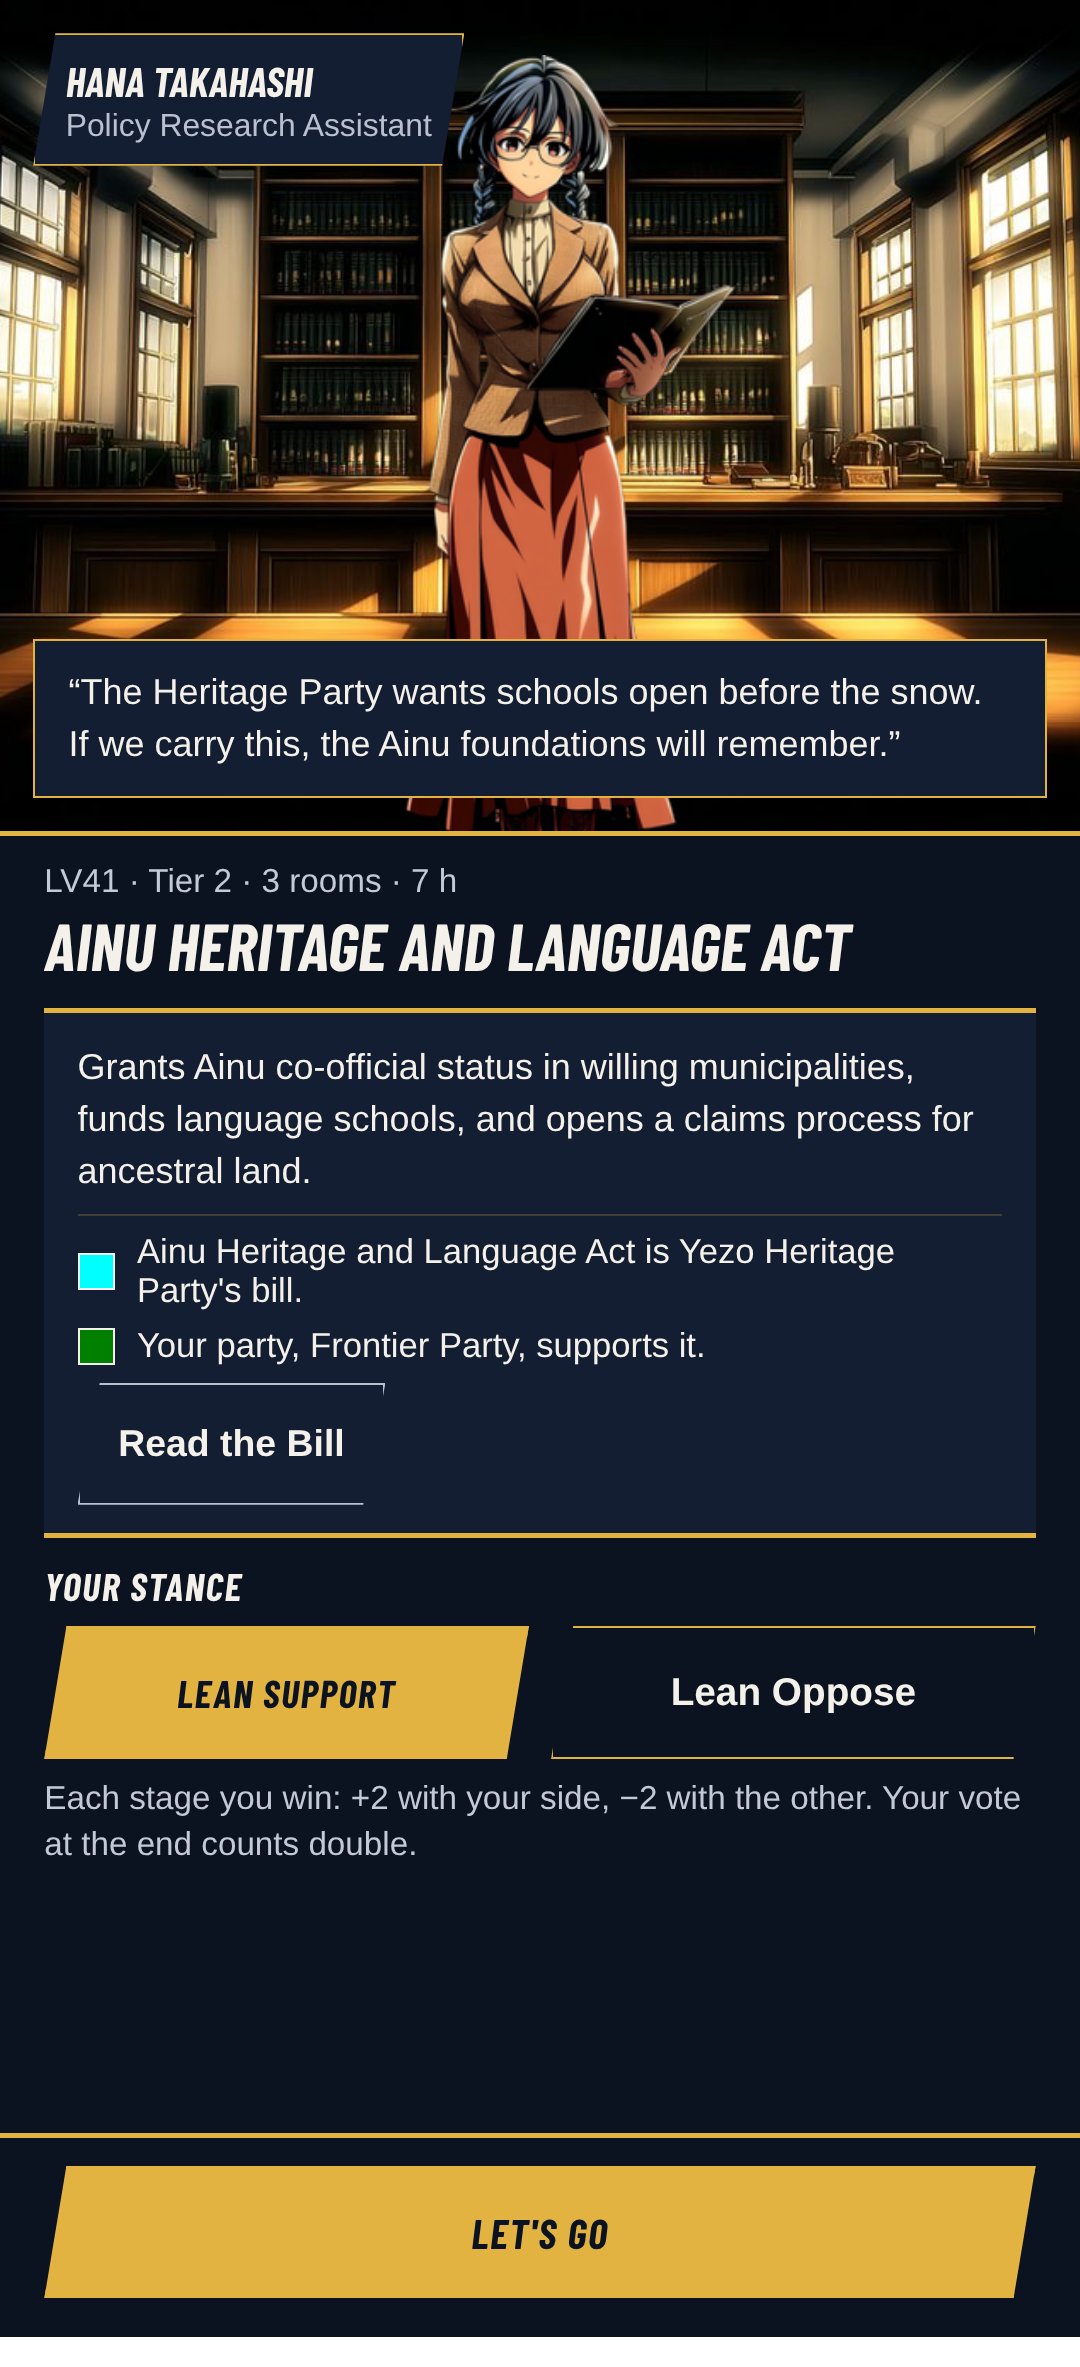 HANA TAKAHASHI
Policy Research Assistant
“The Heritage Party wants schools open before the snow.
If we carry this, the Ainu foundations will remember.”
LV41 · Tier 2 · 3 rooms · 7 h
AINU HERITAGE AND LANGUAGE ACT
Grants Ainu co-official status in willing municipalities,
funds language schools, and opens a claims process for
ancestral land.
Ainu Heritage and Language Act is Yezo Heritage
Party's bill.
Your party, Frontier Party, supports it.
Read the Bill
YOUR STANCE
LEAN SUPPORT
Lean Oppose
Each stage you win: +2 with your side, −2 with the other. Your vote
at the end counts double.
LET'S GO